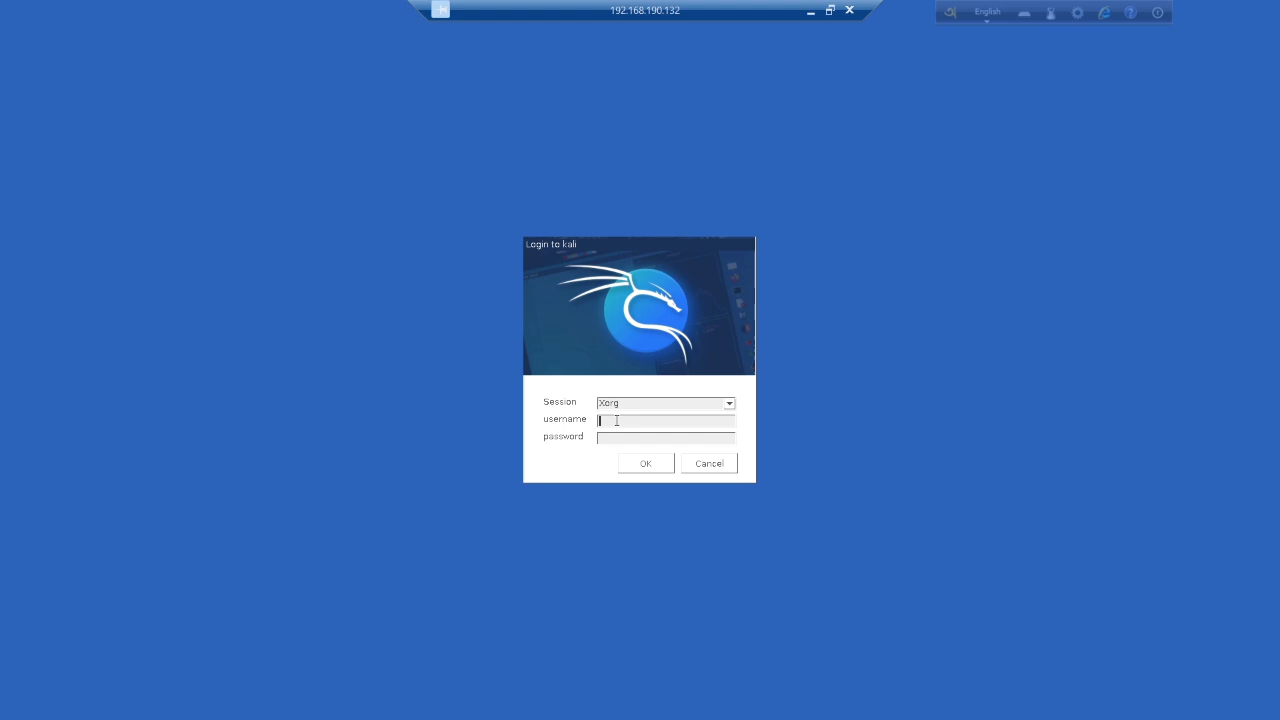 192.168.190.132
English
Login to kali
Session
Xorg
username
password
OK
Cancel